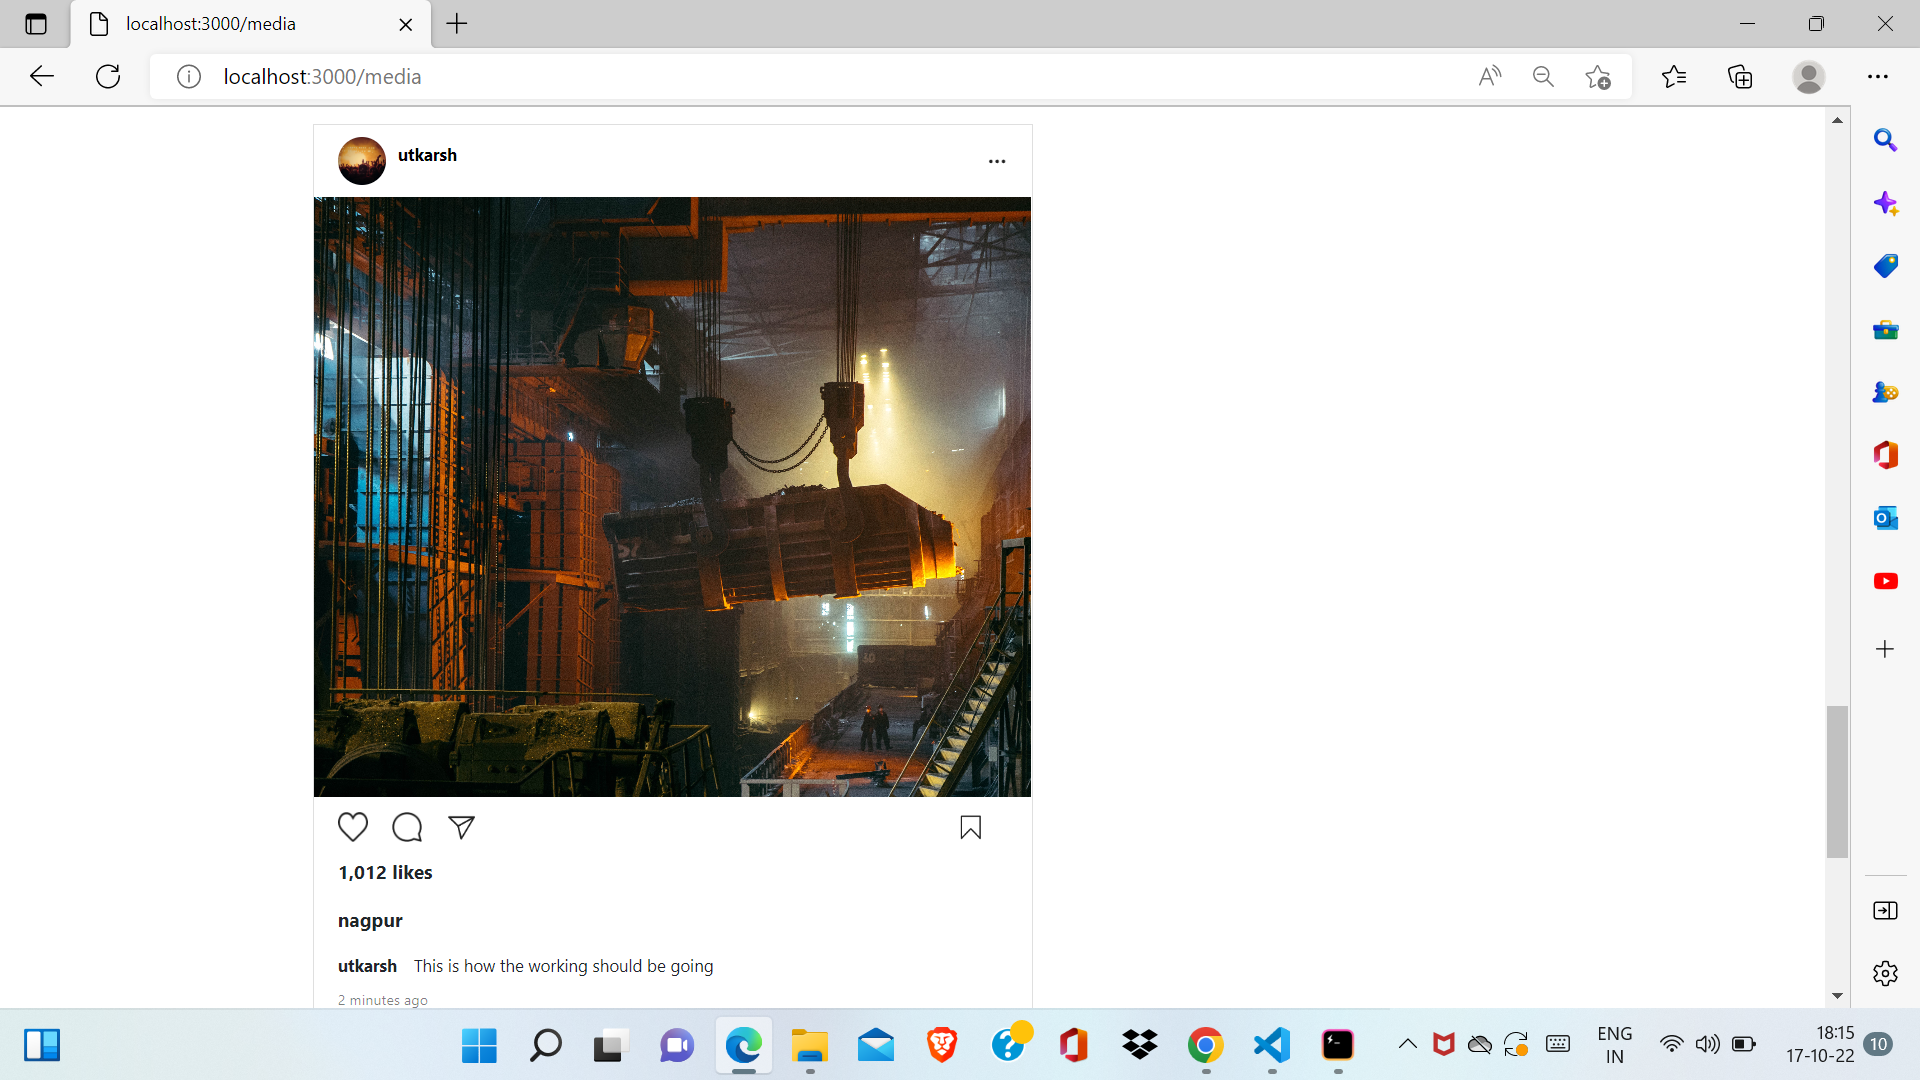 localhost:3000/media
localhost:3000/media
utkarsh
1,012 likes
nagpur
utkarsh This is how the working should be going
2 minutes ago
ENG
IN
18:15
17-10-22
10